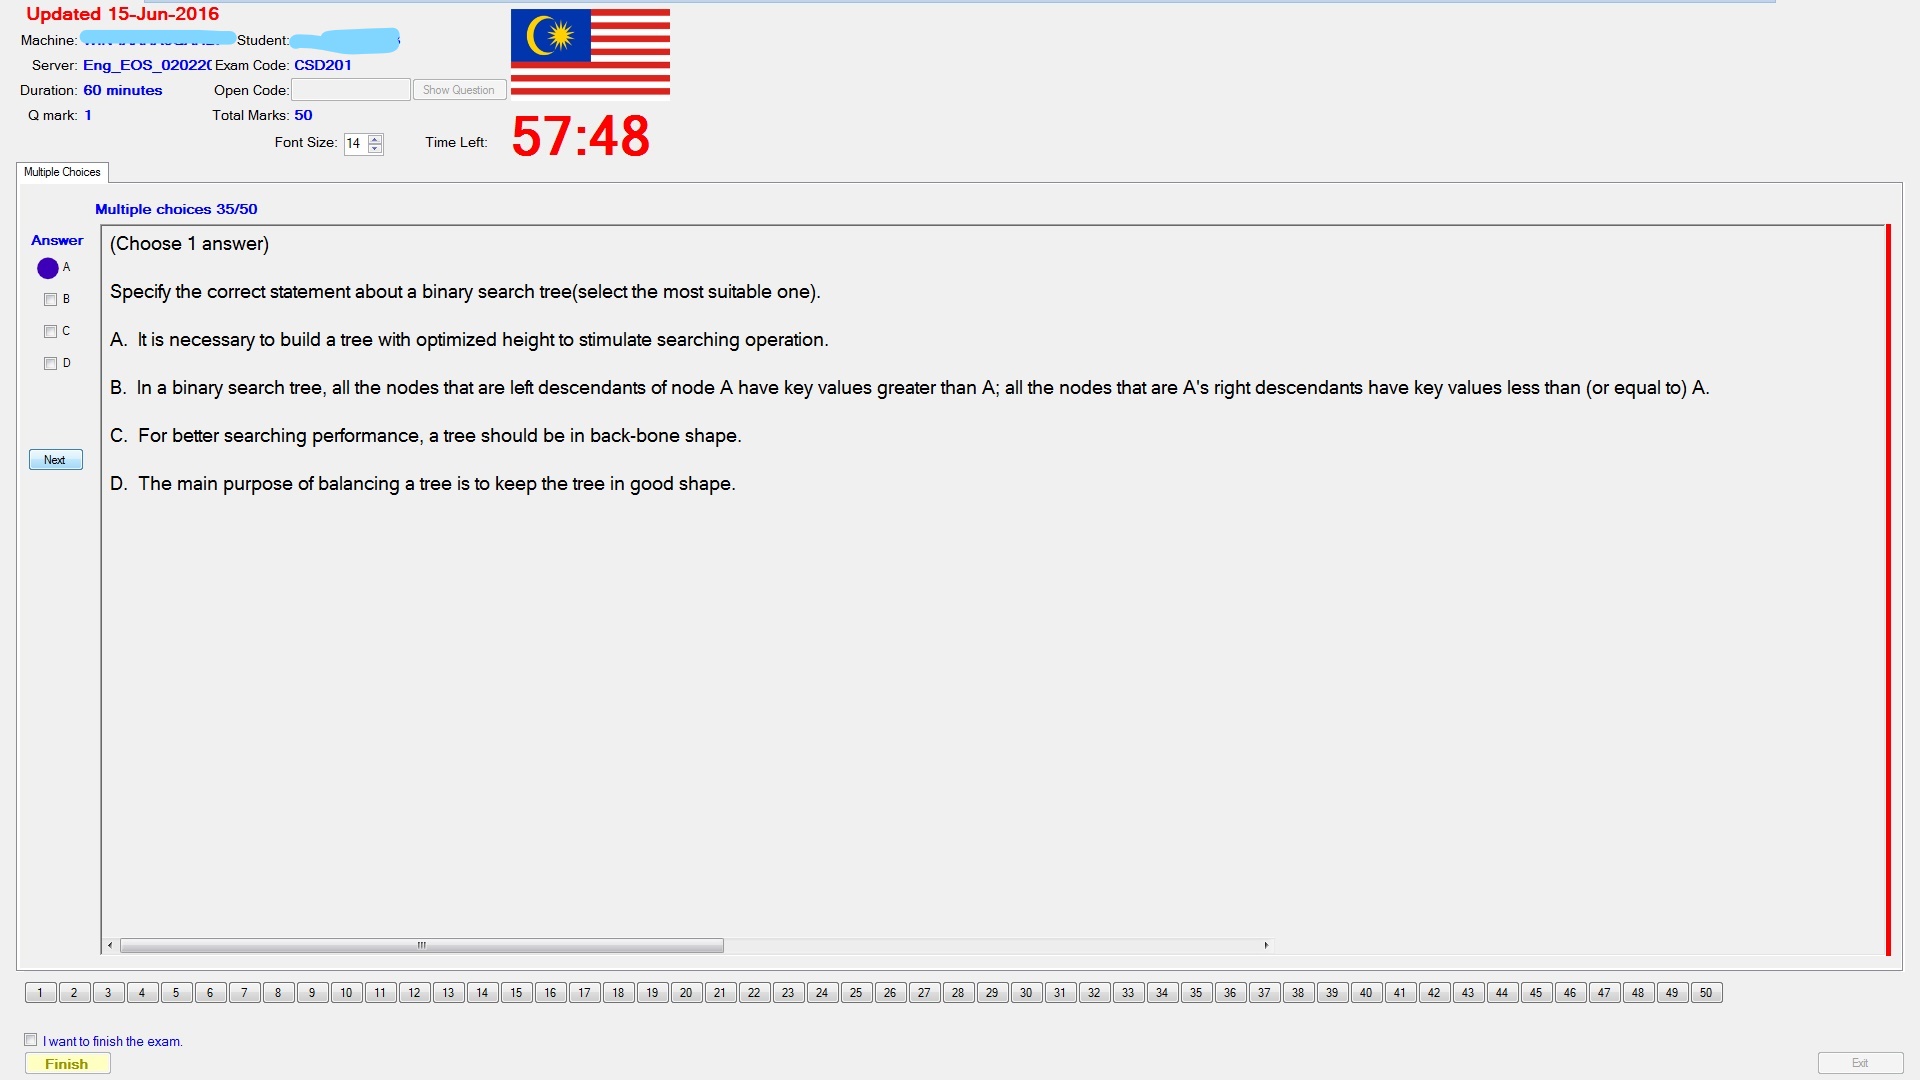 Updated 15-Jun-2016
Machine: Student:
Server: Eng_EOS_02022( Exam Code: CSD201
Duration: 60 minutes Open Code: Show Question
Q mark: 1 Total Marks: 50
Font Size: 14 Time Left: 57:48
Multiple Choices
Multiple choices 35/50
Answer
A
B
C
D
Next
(Choose 1 answer)
Specify the correct statement about a binary search tree(select the most suitable one).
A. It is necessary to build a tree with optimized height to stimulate searching operation.
B. In a binary search tree, all the nodes that are left descendants of node A have key values greater than A; all the nodes that are A's right descendants have key values less than (or equal to) A.
C. For better searching performance, a tree should be in back-bone shape.
D. The main purpose of balancing a tree is to keep the tree in good shape.
1 2 3 4 5 6 7 8 9 10 11 12 13 14 15 16 17 18 19 20 21 22 23 24 25 26 27 28 29 30 31 32 33 34 35 36 37 38 39 40 41 42 43 44 45 46 47 48 49 50
I want to finish the exam.
Finish Exit